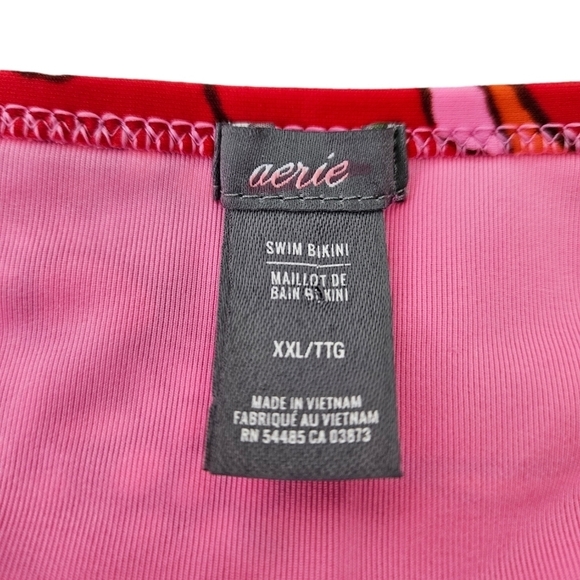 aerie
SWIM BIKINI
MAILLOT DE
BAIN BIKINI
XXL/TTG
MADE IN VIETNAM
FABRIQUÉ AU VIETNAM
RN 54485 CA 03873